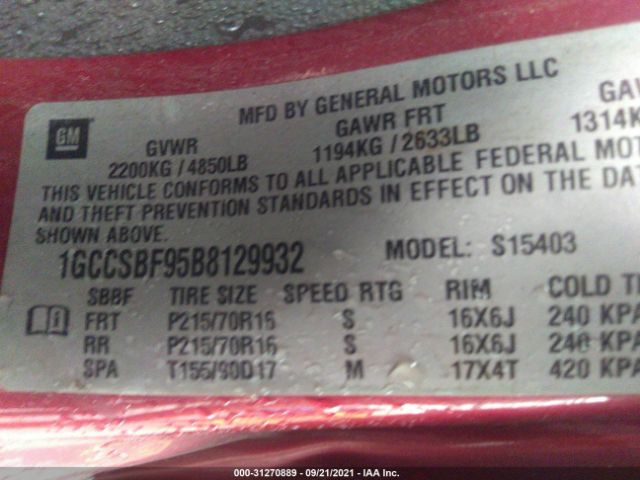 MFD BY GENERAL MOTORS LLC
GM
GVWR GAWR FRT GAW
2200KG / 4850LB 1194KG / 2633LB 1314K
THIS VEHICLE CONFORMS TO ALL APPLICABLE FEDERAL MOT
AND THEFT PREVENTION STANDARDS IN EFFECT ON THE DAT
SHOWN ABOVE.
1GCCSBF95B8129932 MODEL: S15403
SBBF TIRE SIZE SPEED RTG RIM COLD TI
FRT P215/70R16 S 16X6J 240 KPA
RR P215/70R16 S 16X6J 240 KPA
SPA T155/90D17 M 17X4T 420 KPA
000-31270889 - 09/21/2021 - IAA Inc.